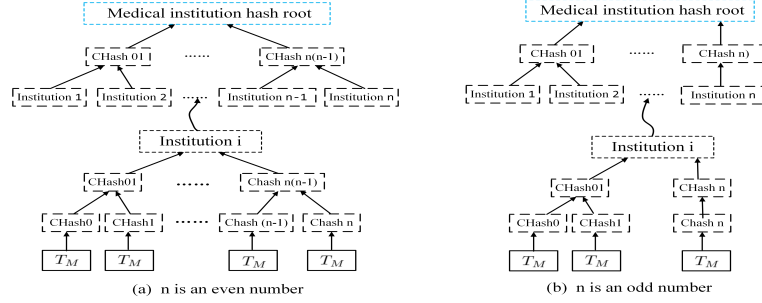 Medical institution hash root
CHash 01 ...... CHash n(n-1)
Institution 1 Institution 2 ...... Institution n-1 Institution n
Institution i
CHash01 ...... Chash n(n-1)
CHash0 CHash1 ...... Chash (n-1) Chash n
T_M T_M T_M T_M
(a) n is an even number
Medical institution hash root
CHash 01 ...... CHash n)
Institution 1 Institution 2 ...... Institution n
Institution i
CHash01 CHash n
CHash0 CHash1 Chash n
T_M T_M T_M
(b) n is an odd number